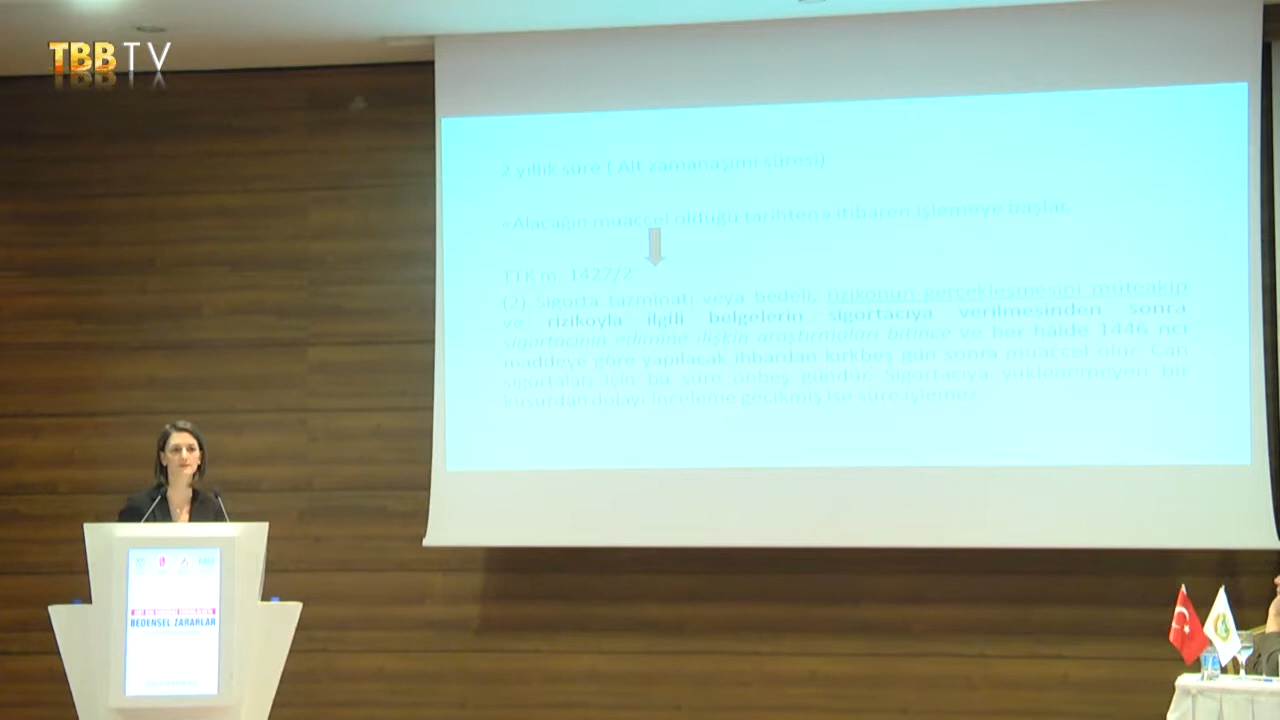 TBB TV
2 yıllık süre ( Alt zamanaşımı süresi)
«Alacağın muaccel olduğu tarihten» itibaren işlemeye başlar.
TTK m. 1427/2
(2) Sigorta tazminatı veya bedeli, rizikonun gerçekleşmesini müteakip
ve rizikoyla ilgili belgelerin sigortacıya verilmesinden sonra
sigortacının edimine ilişkin araştırmaları bitince ve her hâlde 1446 ncı
maddeye göre yapılacak ihbardan kırkbeş gün sonra muaccel olur. Can
sigortaları için bu süre onbeş gündür. Sigortacıya yüklenemeyen bir
kusurdan dolayı inceleme gecikmiş ise süre işlemez.
BEDENSEL ZARARLAR